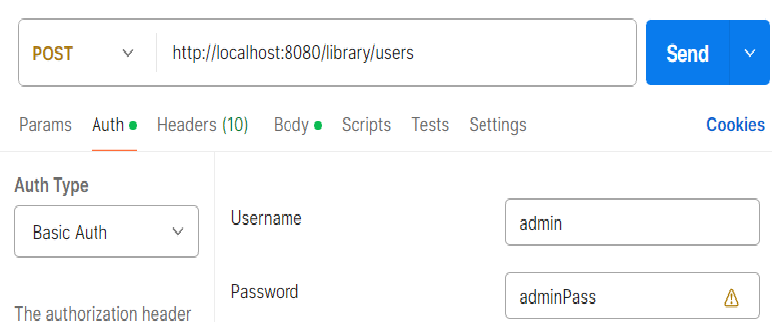 POST http://localhost:8080/library/users Send
Params Auth Headers (10) Body Scripts Tests Settings Cookies
Auth Type
Basic Auth
The authorization header
Username admin
Password adminPass